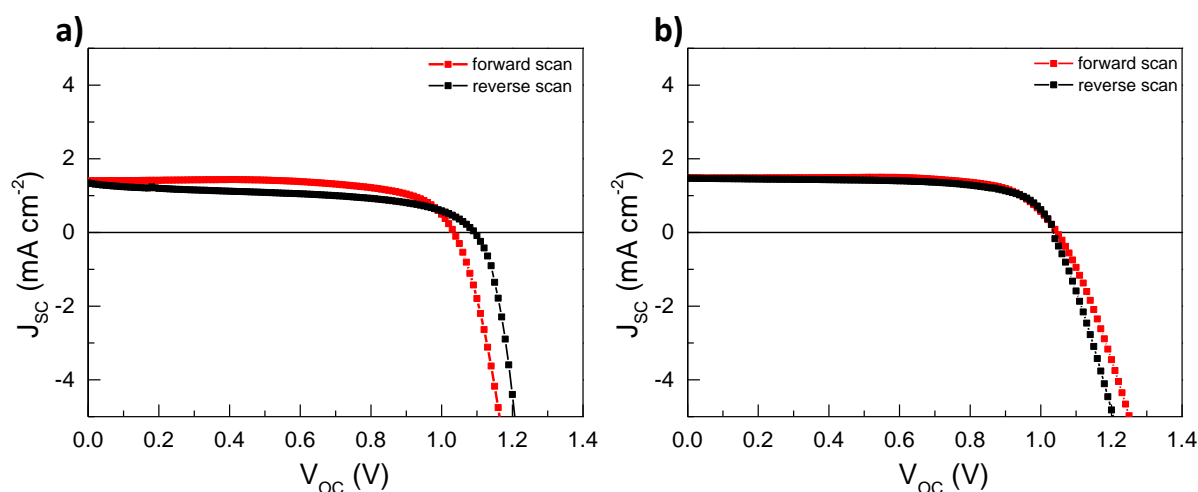 a)
forward scan
reverse scan
J_SC (mA cm^-2)
4
2
0
-2
-4
0.0 0.2 0.4 0.6 0.8 1.0 1.2 1.4
V_OC (V)
b)
forward scan
reverse scan
J_SC (mA cm^-2)
4
2
0
-2
-4
0.0 0.2 0.4 0.6 0.8 1.0 1.2 1.4
V_OC (V)